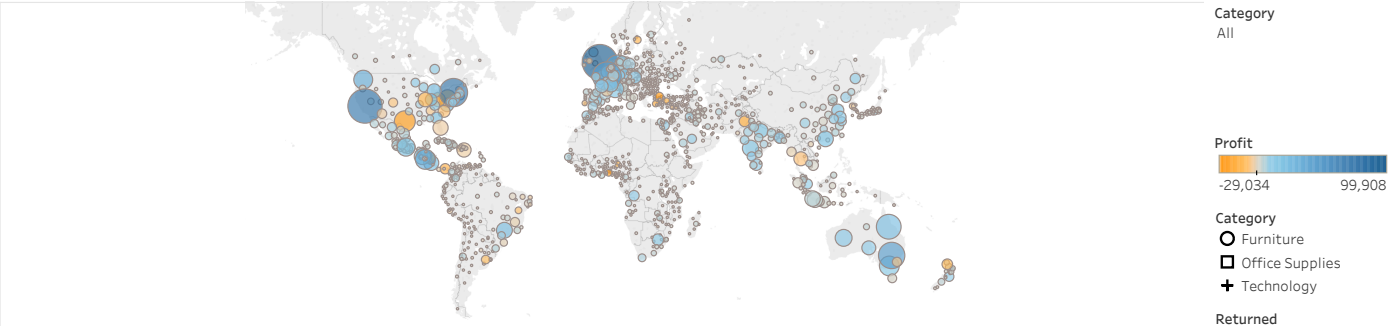 Category
All
Profit
-29,034 99,908
Category
Furniture
Office Supplies
Technology
Returned